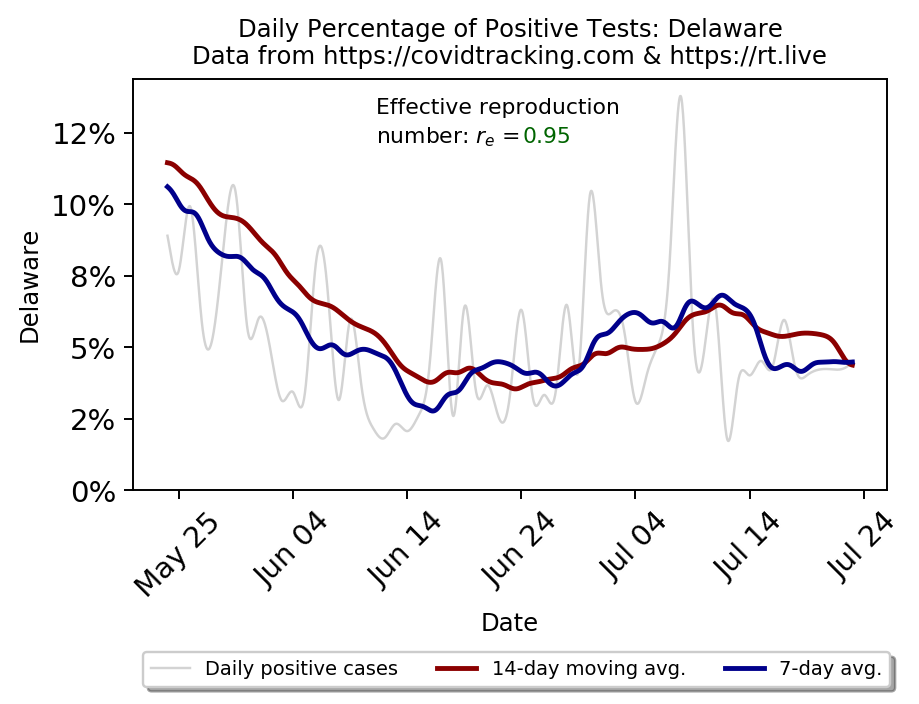 Daily Percentage of Positive Tests: Delaware
Data from https://covidtracking.com & https://rt.live
Effective reproduction
number: rₑ =0.95
12%
10%
8%
5%
2%
0%
Delaware
May 25
Jun 04
Jun 14
Jun 24
Jul 04
Jul 14
Jul 24
Date
Daily positive cases
14-day moving avg.
7-day avg.